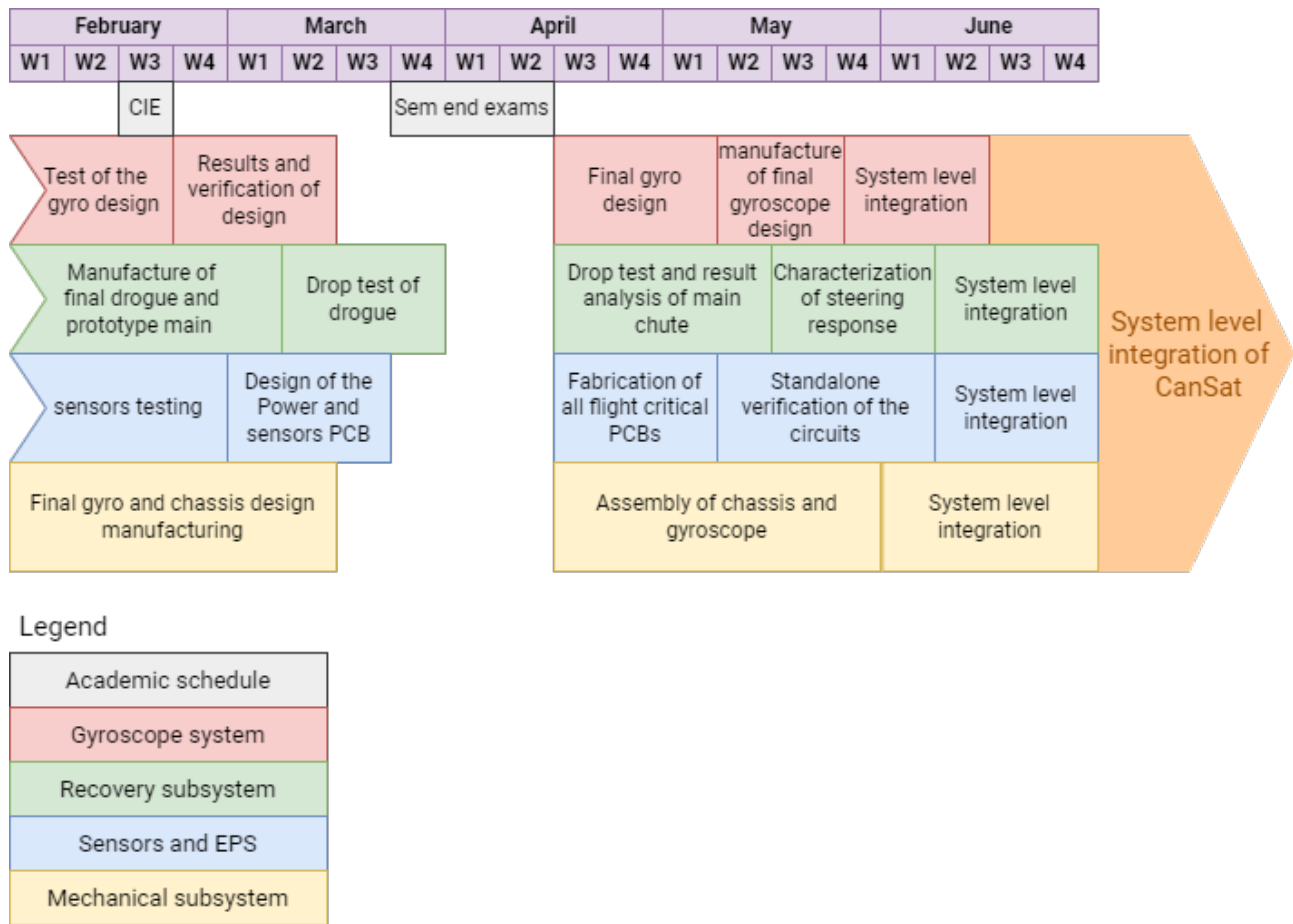 February March April May June
W1 W2 W3 W4 W1 W2 W3 W4 W1 W2 W3 W4 W1 W2 W3 W4 W1 W2 W3 W4
CIE
Sem end exams
Test of the
gyro design
Results and
verification of
design
Final gyro
design
manufacture
of final
gyroscope
design
System level
integration
Manufacture of
final drogue and
prototype main
Drop test of
drogue
Drop test and result
analysis of main
chute
Characterization
of steering
response
System level
integration
sensors testing
Design of the
Power and
sensors PCB
Fabrication of
all flight critical
PCBs
Standalone
verification of the
circuits
System level
integration
Final gyro and chassis design
manufacturing
Assembly of chassis and
gyroscope
System level
integration
System level
integration of
CanSat
Legend
Academic schedule
Gyroscope system
Recovery subsystem
Sensors and EPS
Mechanical subsystem